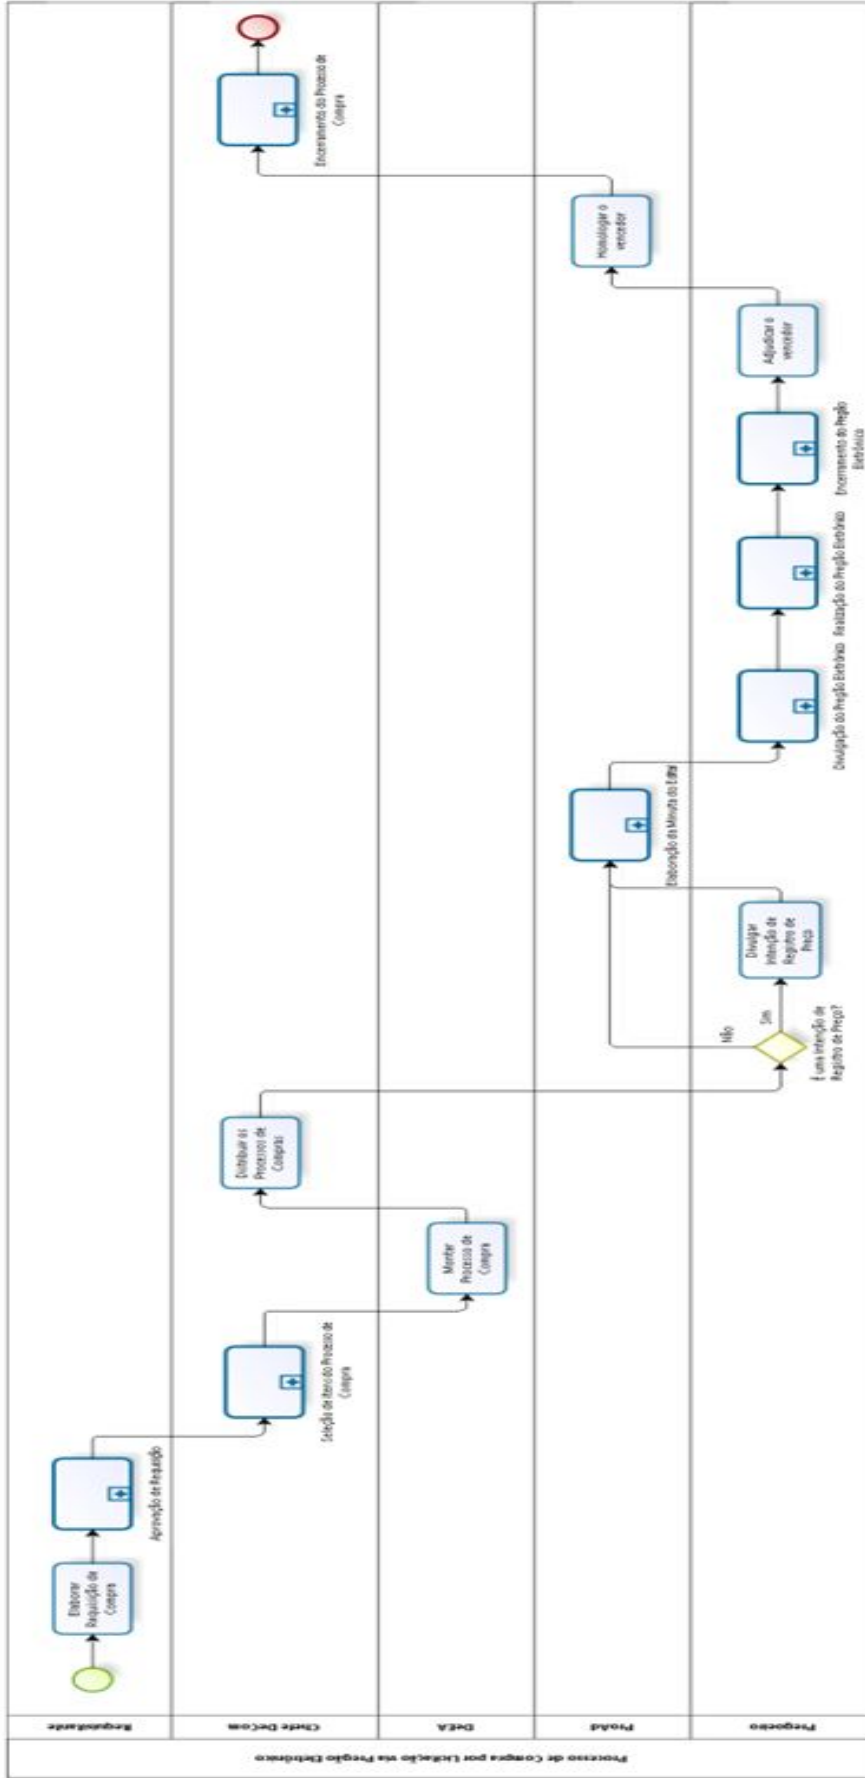 Processo de Compra por Licitação via Pregão Eletrônico
Requisitante
Chefe DeCom
DeEA
ProAd
Pregoeiro
Elaborar
Requisição de
Compra
Aprovação de Requisição
Seleção de Itens do Processo de
Compra
Montar
Processo de
Compra
Distribuir os
Processos de
Compras
É uma Intenção de
Registro de Preço?
Não
Sim
Divulgar
Intenção de
Registro de
Preço
Elaboração da Minuta do Edital
Divulgação do Pregão Eletrônico
Realização do Pregão Eletrônico
Encerramento do Pregão
Eletrônico
Adjudicar o
vencedor
Homologar o
vencedor
Encerramento do Processo de
Compra